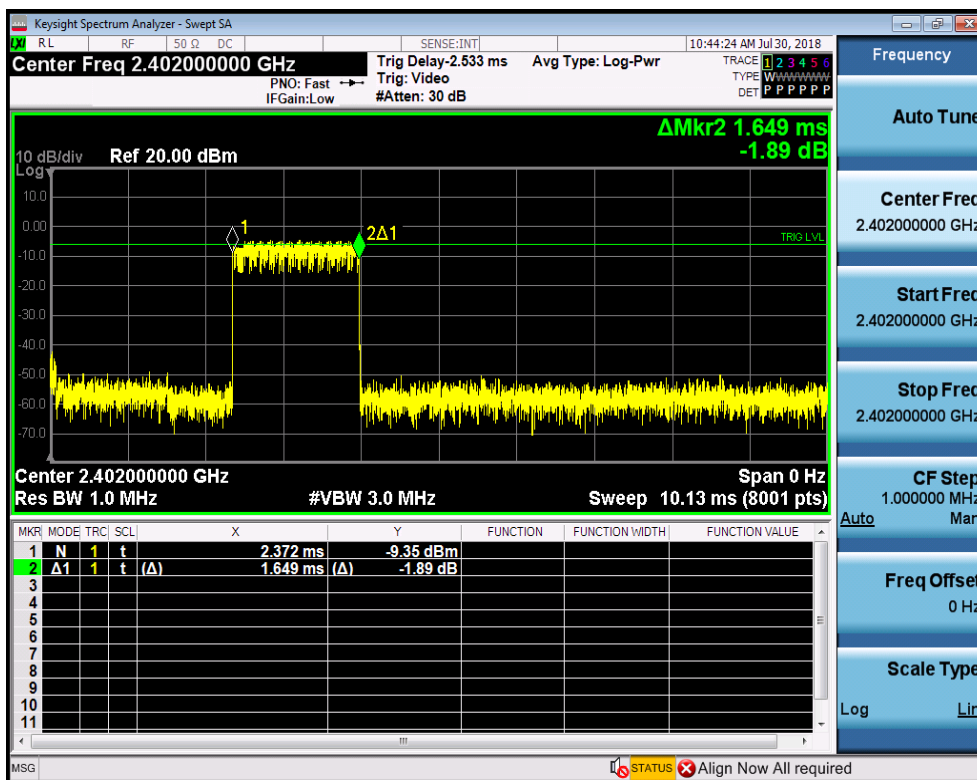 Keysight Spectrum Analyzer - Swept SA
LXI RL RF 50 Ω DC SENSE:INT 10:44:24 AM Jul 30, 2018
Center Freq 2.402000000 GHz
PNO: Fast
IFGain:Low
Trig Delay-2.533 ms
Trig: Video
#Atten: 30 dB
Avg Type: Log-Pwr
TRACE 1 2 3 4 5 6
TYPE WWWWWW
DET P P P P P P
ΔMkr2 1.649 ms
-1.89 dB
10 dB/div Ref 20.00 dBm
Log
10.0
0.00
-10.0
-20.0
-30.0
-40.0
-50.0
-60.0
-70.0
1
2Δ1
TRIG LVL
Center 2.402000000 GHz Span 0 Hz
Res BW 1.0 MHz #VBW 3.0 MHz Sweep 10.13 ms (8001 pts)
MKR MODE TRC SCL X Y FUNCTION FUNCTION WIDTH FUNCTION VALUE
1 N 1 t 2.372 ms -9.35 dBm
2 Δ1 1 t (Δ) 1.649 ms (Δ) -1.89 dB
3
4
5
6
7
8
9
10
11
MSG STATUS Align Now All required
Frequency
Auto Tune
Center Freq
2.402000000 GHz
Start Freq
2.402000000 GHz
Stop Freq
2.402000000 GHz
CF Step
1.000000 MHz
Auto Man
Freq Offset
0 Hz
Scale Type
Log Lin